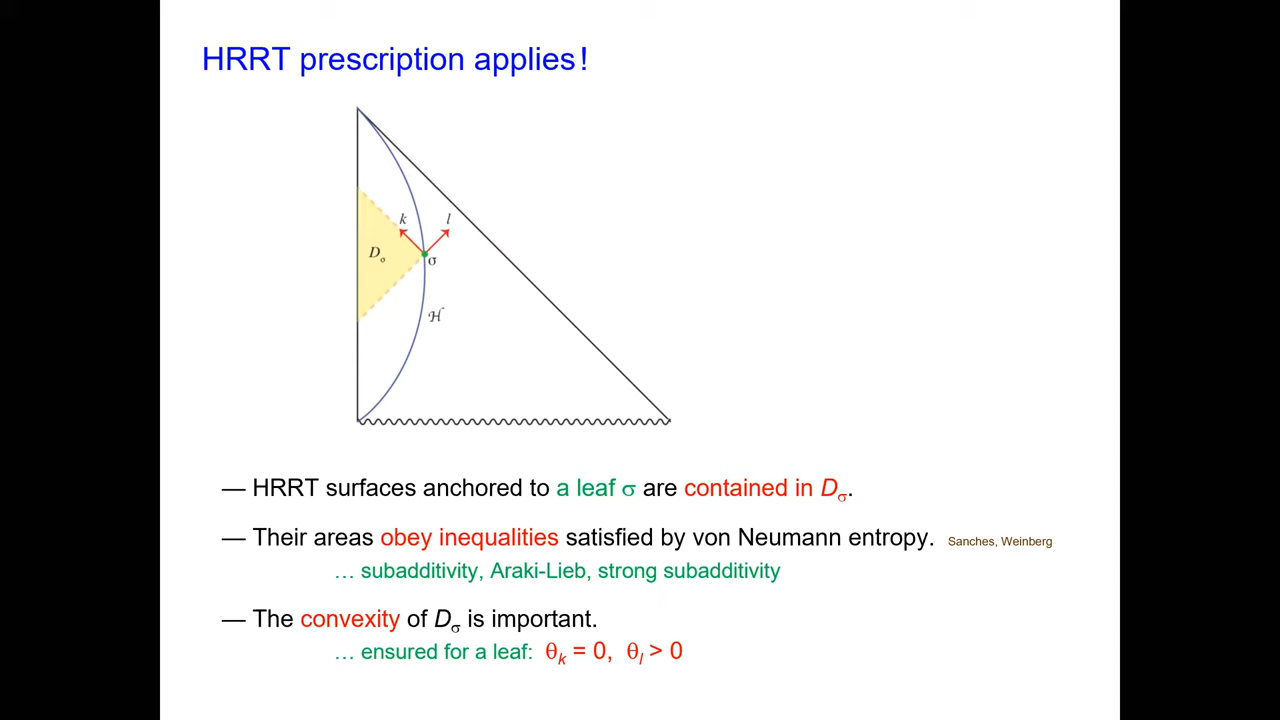 HRRT prescription applies!
k
l
D_σ
σ
ℋ
— HRRT surfaces anchored to a leaf σ are contained in D_σ.
— Their areas obey inequalities satisfied by von Neumann entropy. Sanches, Weinberg
… subadditivity, Araki-Lieb, strong subadditivity
— The convexity of D_σ is important.
… ensured for a leaf: θ_k = 0, θ_l > 0